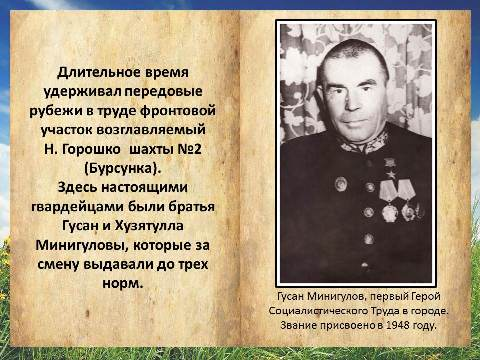 Длительное время
удерживал передовые
рубежи в труде фронтовой
участок возглавляемый
Н. Горошко шахты №2
(Бурсунка).
Здесь настоящими
гвардейцами были братья
Гусан и Хузятулла
Минигуловы, которые за
смену выдавали до трех
норм.
Гусан Минигулов, первый Герой
Социалистического Труда в городе.
Звание присвоено в 1948 году.